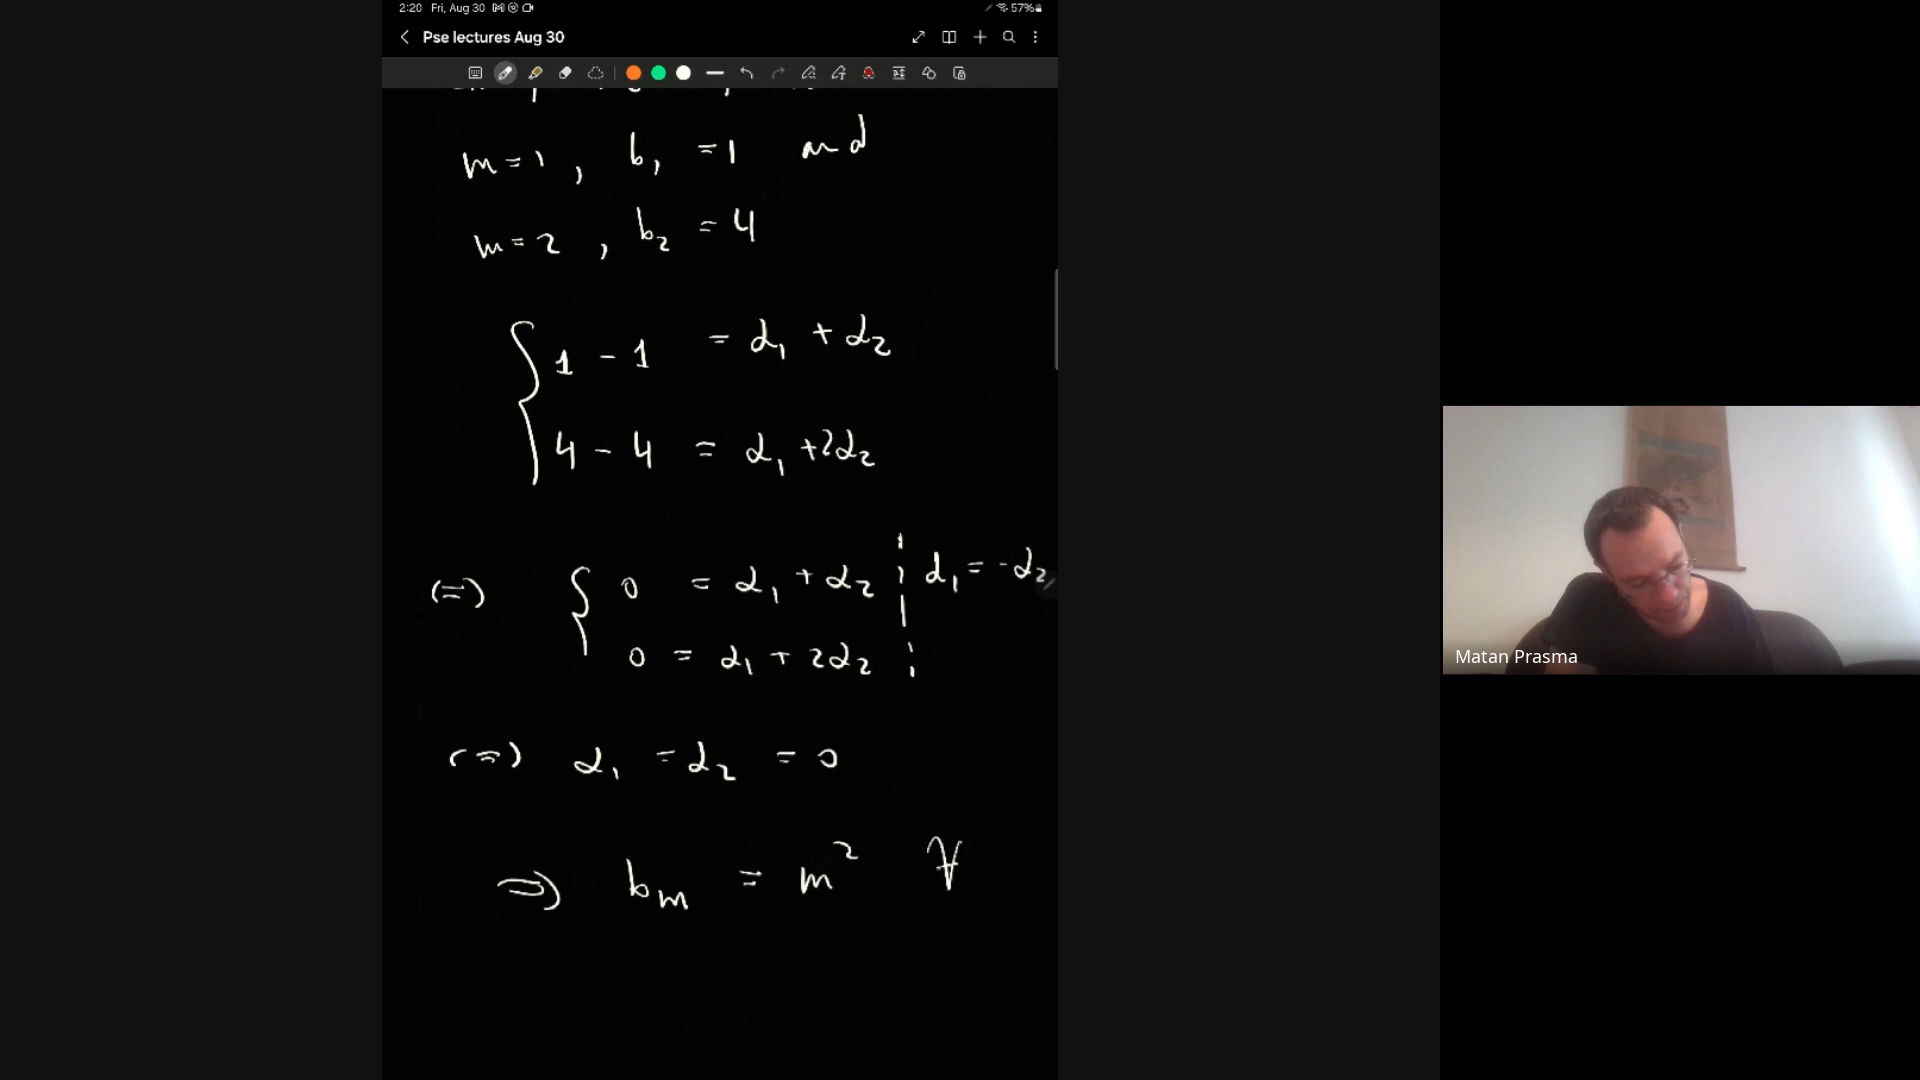 2:20 Fri, Aug 30 57%
Pse lectures Aug 30
m = 1 , b₁ = 1 and
m = 2 , b₂ = 4
{ 1 - 1 = α₁ + α₂
4 - 4 = α₁ + 2α₂
(=) { 0 = α₁ + α₂ ¦ α₁ = -α₂
0 = α₁ + 2α₂ ¦
(=) α₁ = α₂ = 0
⇒ bₘ = m² ∀
Matan Prasma